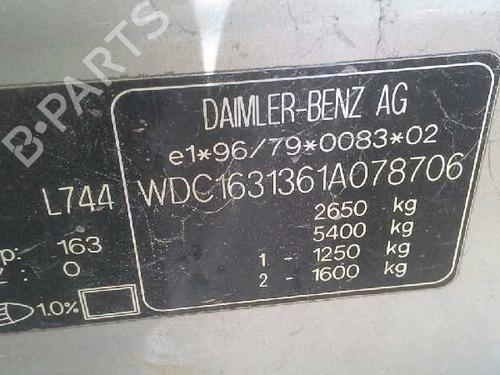 B-PARTS
DAIMLER-BENZ AG
e1*96/79*0083*02
L744
WDC1631361A078706
2650 kg
5400 kg
p: 163
1 - 1250 kg
Z : 0
2 - 1600 kg
1.0%